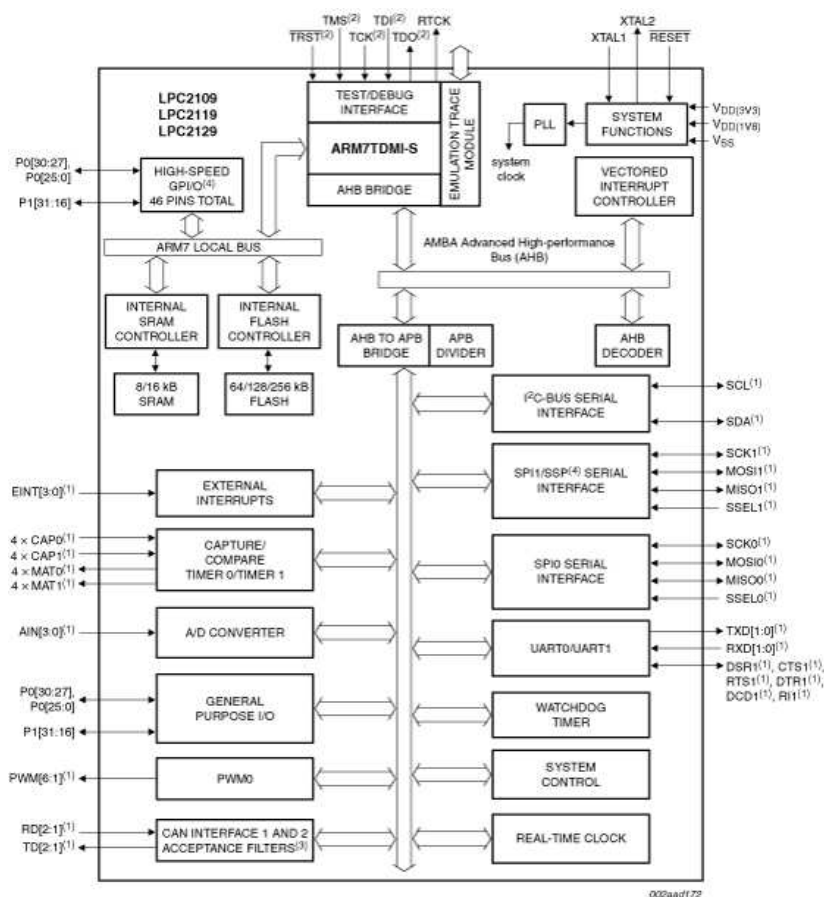 TMS(2) TDI(2) RTCK
TRST(2) TCK(2) TDO(2)
XTAL2
XTAL1 RESET
LPC2109
LPC2119
LPC2129
TEST/DEBUG
INTERFACE
ARM7TDMI-S
AHB BRIDGE
EMULATION TRACE
MODULE
PLL
system
clock
SYSTEM
FUNCTIONS
VDD(3V3)
VDD(1V8)
VSS
VECTORED
INTERRUPT
CONTROLLER
P0[30:27],
P0[25:0]
P1[31:16]
HIGH-SPEED
GPI/O(4)
46 PINS TOTAL
ARM7 LOCAL BUS
AMBA Advanced High-performance
Bus (AHB)
INTERNAL
SRAM
CONTROLLER
INTERNAL
FLASH
CONTROLLER
8/16 kB
SRAM
64/128/256 kB
FLASH
AHB TO APB
BRIDGE
APB
DIVIDER
AHB
DECODER
I2C-BUS SERIAL
INTERFACE
SCL(1)
SDA(1)
SPI1/SSP(4) SERIAL
INTERFACE
SCK1(1)
MOSI1(1)
MISO1(1)
SSEL1(1)
EINT[3:0](1)
EXTERNAL
INTERRUPTS
4 × CAP0(1)
4 × CAP1(1)
4 × MAT0(1)
4 × MAT1(1)
CAPTURE/
COMPARE
TIMER 0/TIMER 1
SPI0 SERIAL
INTERFACE
SCK0(1)
MOSI0(1)
MISO0(1)
SSEL0(1)
AIN[3:0](1)
A/D CONVERTER
UART0/UART1
TXD[1:0](1)
RXD[1:0](1)
DSR1(1), CTS1(1),
RTS1(1), DTR1(1),
DCD1(1), RI1(1)
P0[30:27],
P0[25:0]
P1[31:16]
GENERAL
PURPOSE I/O
WATCHDOG
TIMER
PWM[6:1](1)
PWM0
SYSTEM
CONTROL
RD[2:1](1)
TD[2:1](1)
CAN INTERFACE 1 AND 2
ACCEPTANCE FILTERS(3)
REAL-TIME CLOCK
002aad172